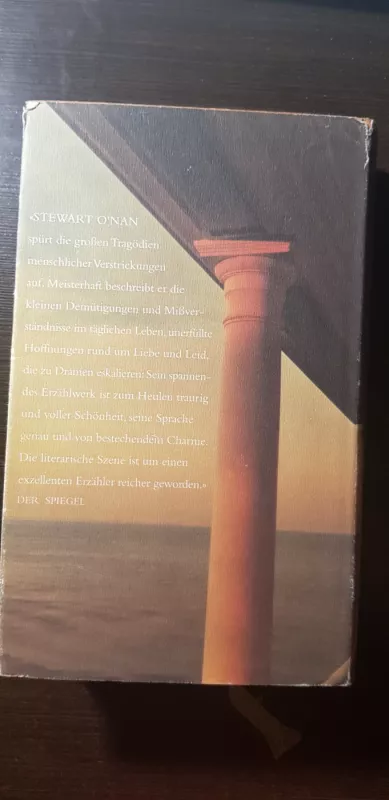 «STEWART O'NAN
spürt die großen Tragödien
menschlicher Verstrickungen
auf. Meisterhaft beschreibt er die
kleinen Demütigungen und Mißver-
ständnisse im täglichen Leben, unerfüllte
Hoffnungen rund um Liebe und Leid,
die zu Dramen eskalieren: Sein spannen-
des Erzählwerk ist zum Heulen traurig
und voller Schönheit, seine Sprache
genau und von bestechendem Charme.
Die literarische Szene ist um einen
exzellenten Erzähler reicher geworden.»
DER SPIEGEL